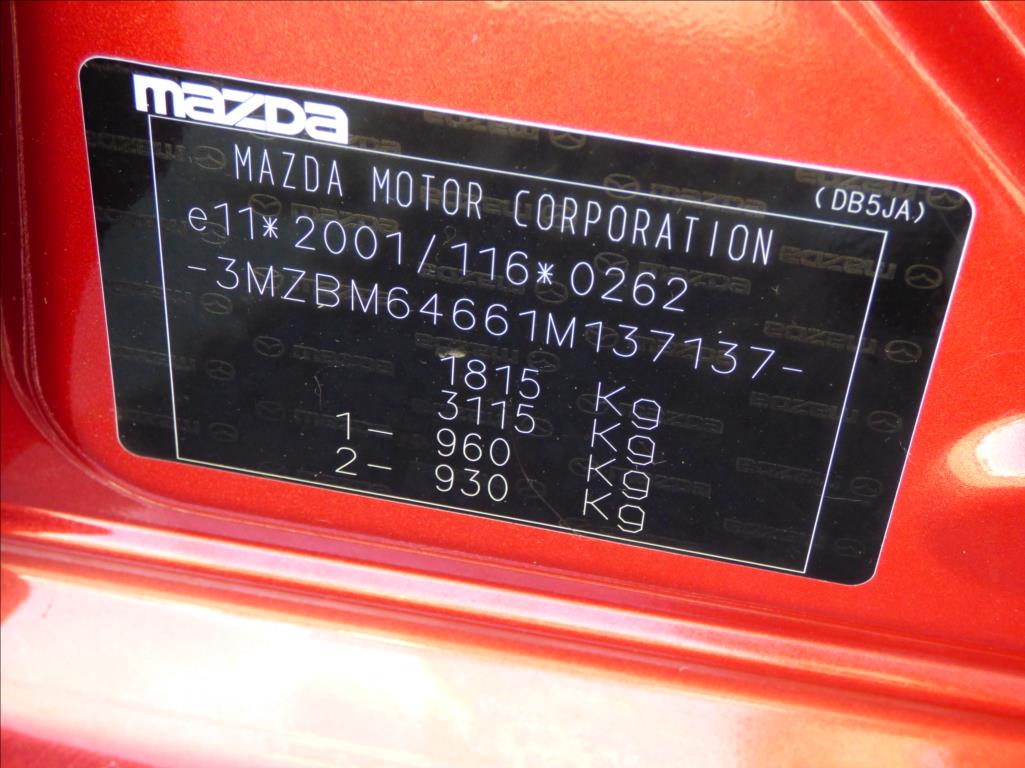 mazda
(DB5JA)
MAZDA MOTOR CORPORATION
e11*2001/116*0262
-3MZBM64661M137137-
1815 Kg
3115 Kg
1- 960 Kg
2- 930 Kg